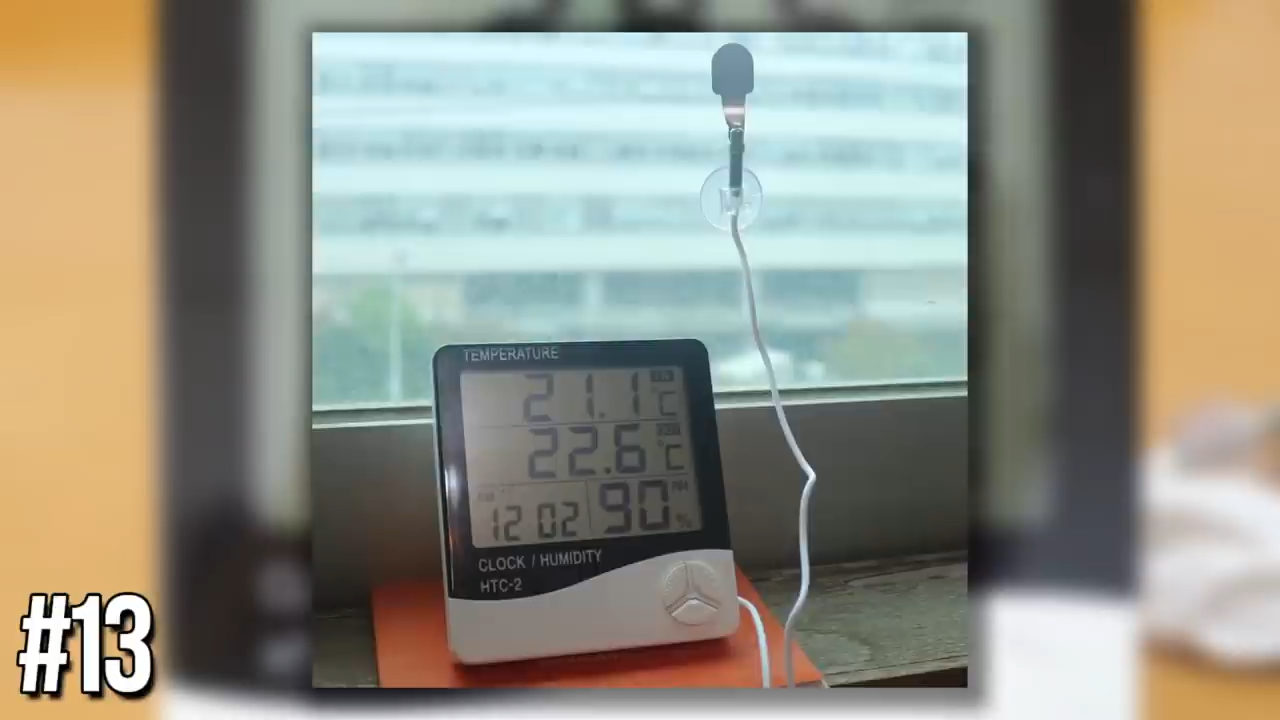 TEMPERATURE
21.1 °C
22.6 °C
12 02 90 %
CLOCK / HUMIDITY
HTC-2
#13